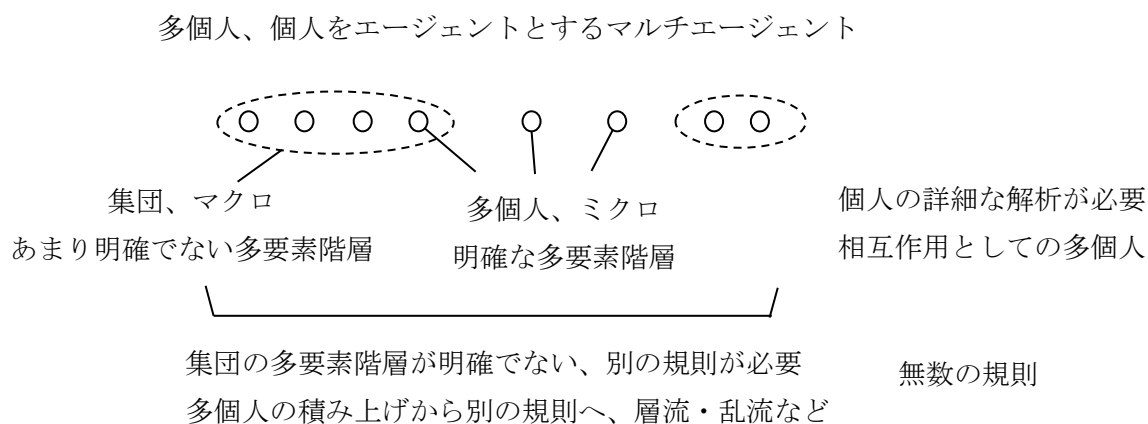 多個人、個人をエージェントとするマルチエージェント
集団、マクロ
あまり明確でない多要素階層
多個人、ミクロ
明確な多要素階層
個人の詳細な解析が必要
相互作用としての多個人
集団の多要素階層が明確でない、別の規則が必要
多個人の積み上げから別の規則へ、層流・乱流など
無数の規則